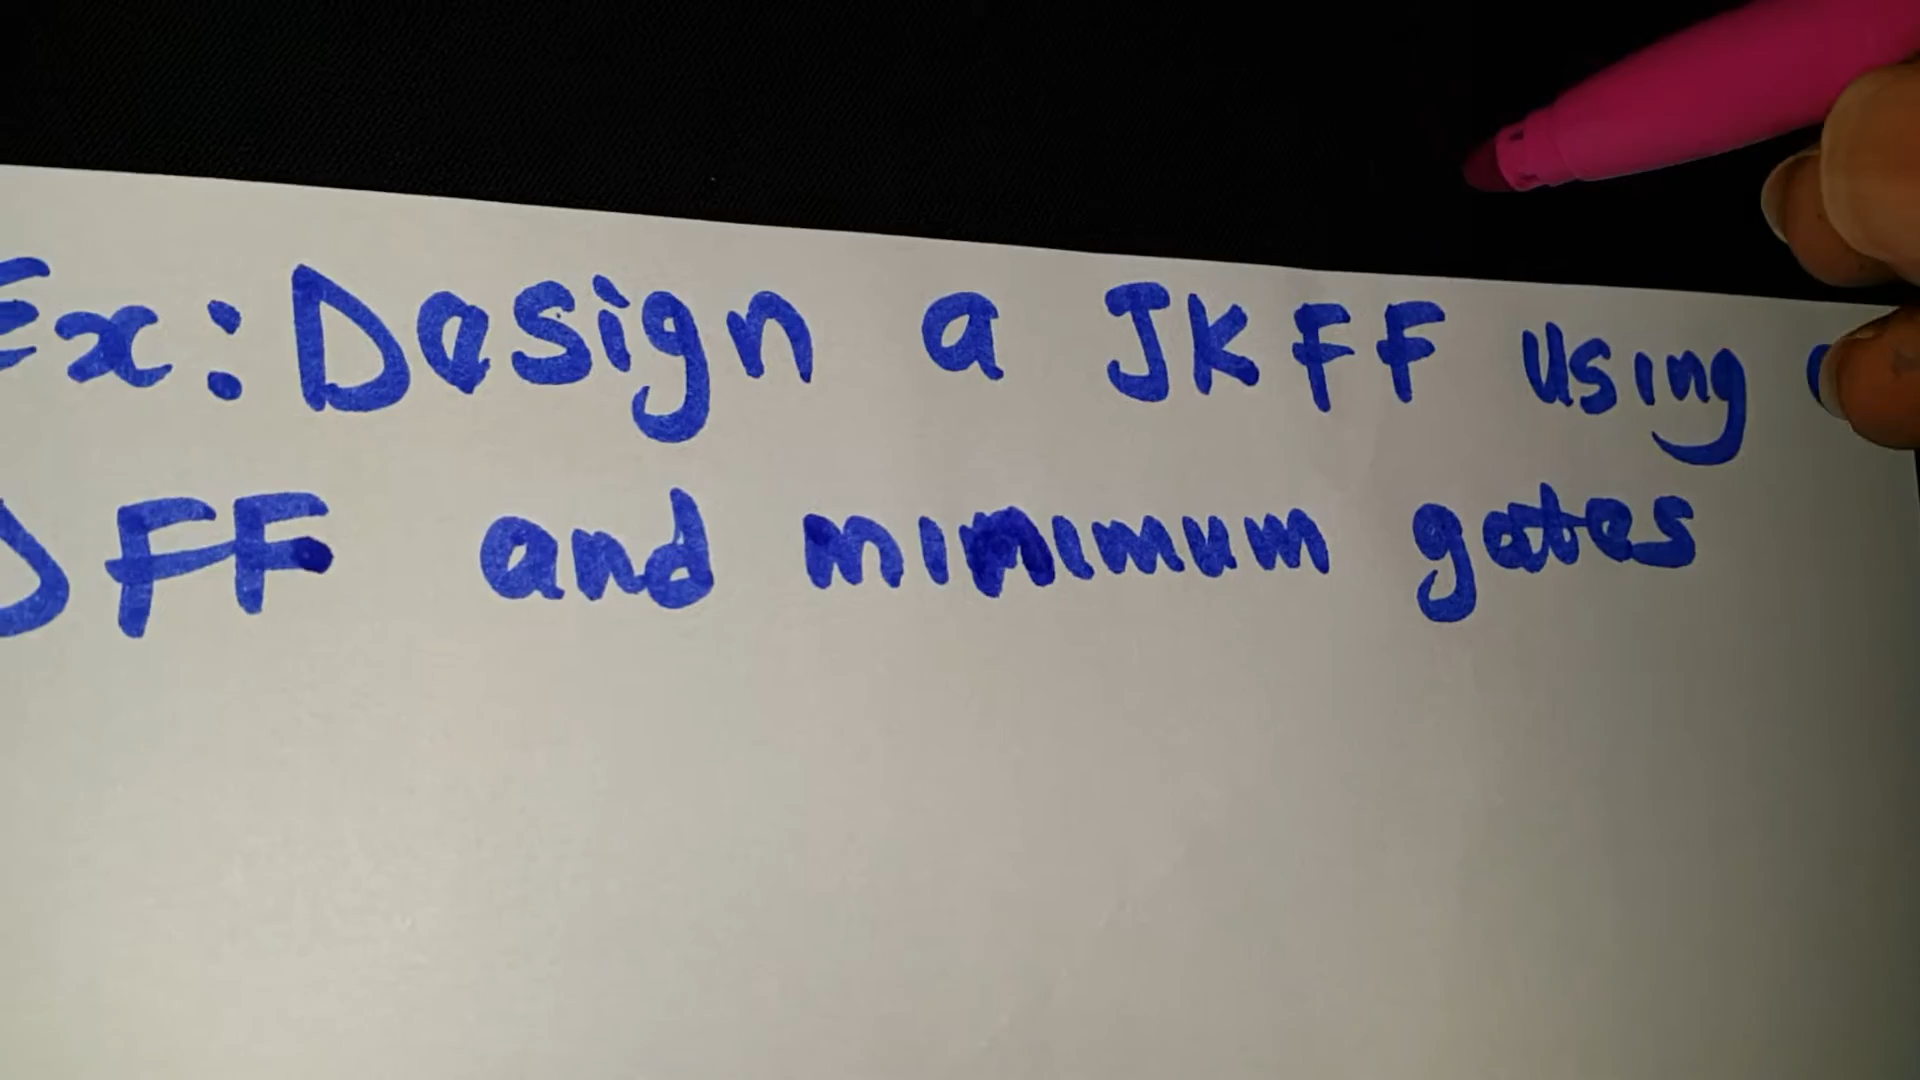 Ex: Design a JKFF using
DFF and minimum gates